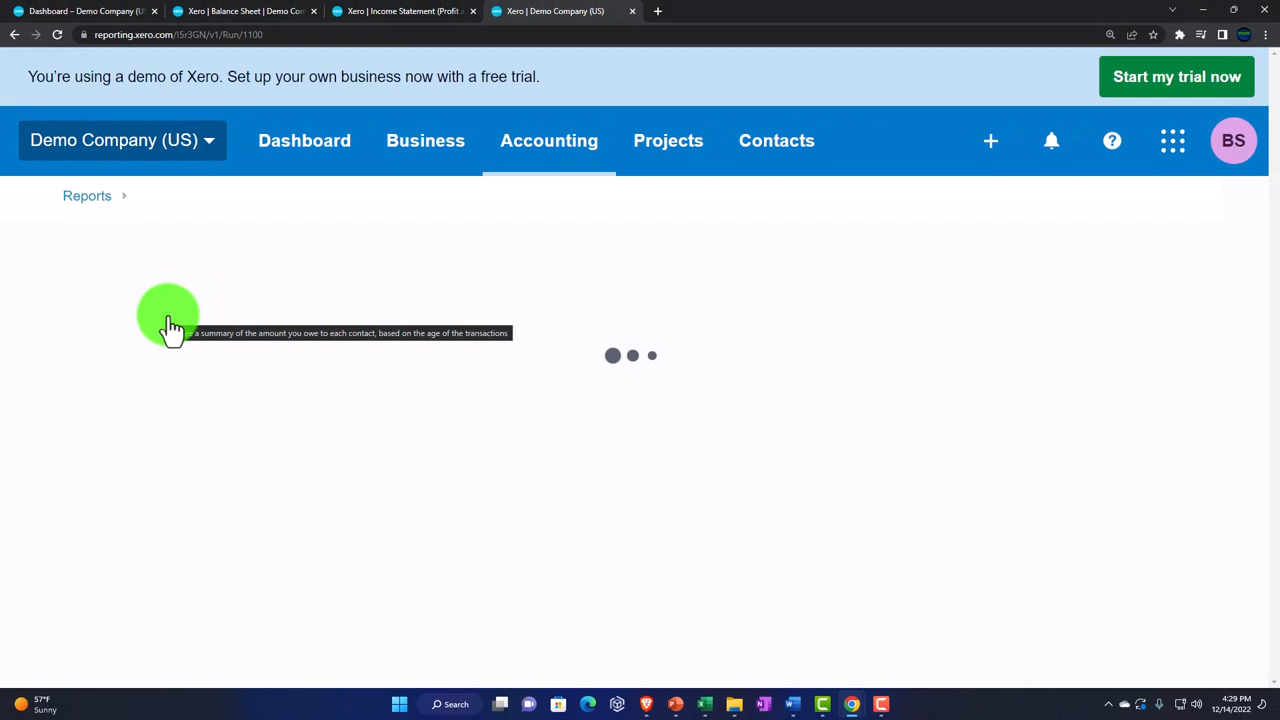 Dashboard – Demo Company (U
Xero | Balance Sheet | Demo Com
Xero | Income Statement (Profit a
Xero | Demo Company (US)
reporting.xero.com/!5r3GN/v1/Run/1100
You're using a demo of Xero. Set up your own business now with a free trial.
Start my trial now
Demo Company (US)
Dashboard
Business
Accounting
Projects
Contacts
BS
Reports
a summary of the amount you owe to each contact, based on the age of the transactions
57°F
Sunny
Search
4:29 PM
12/14/2022